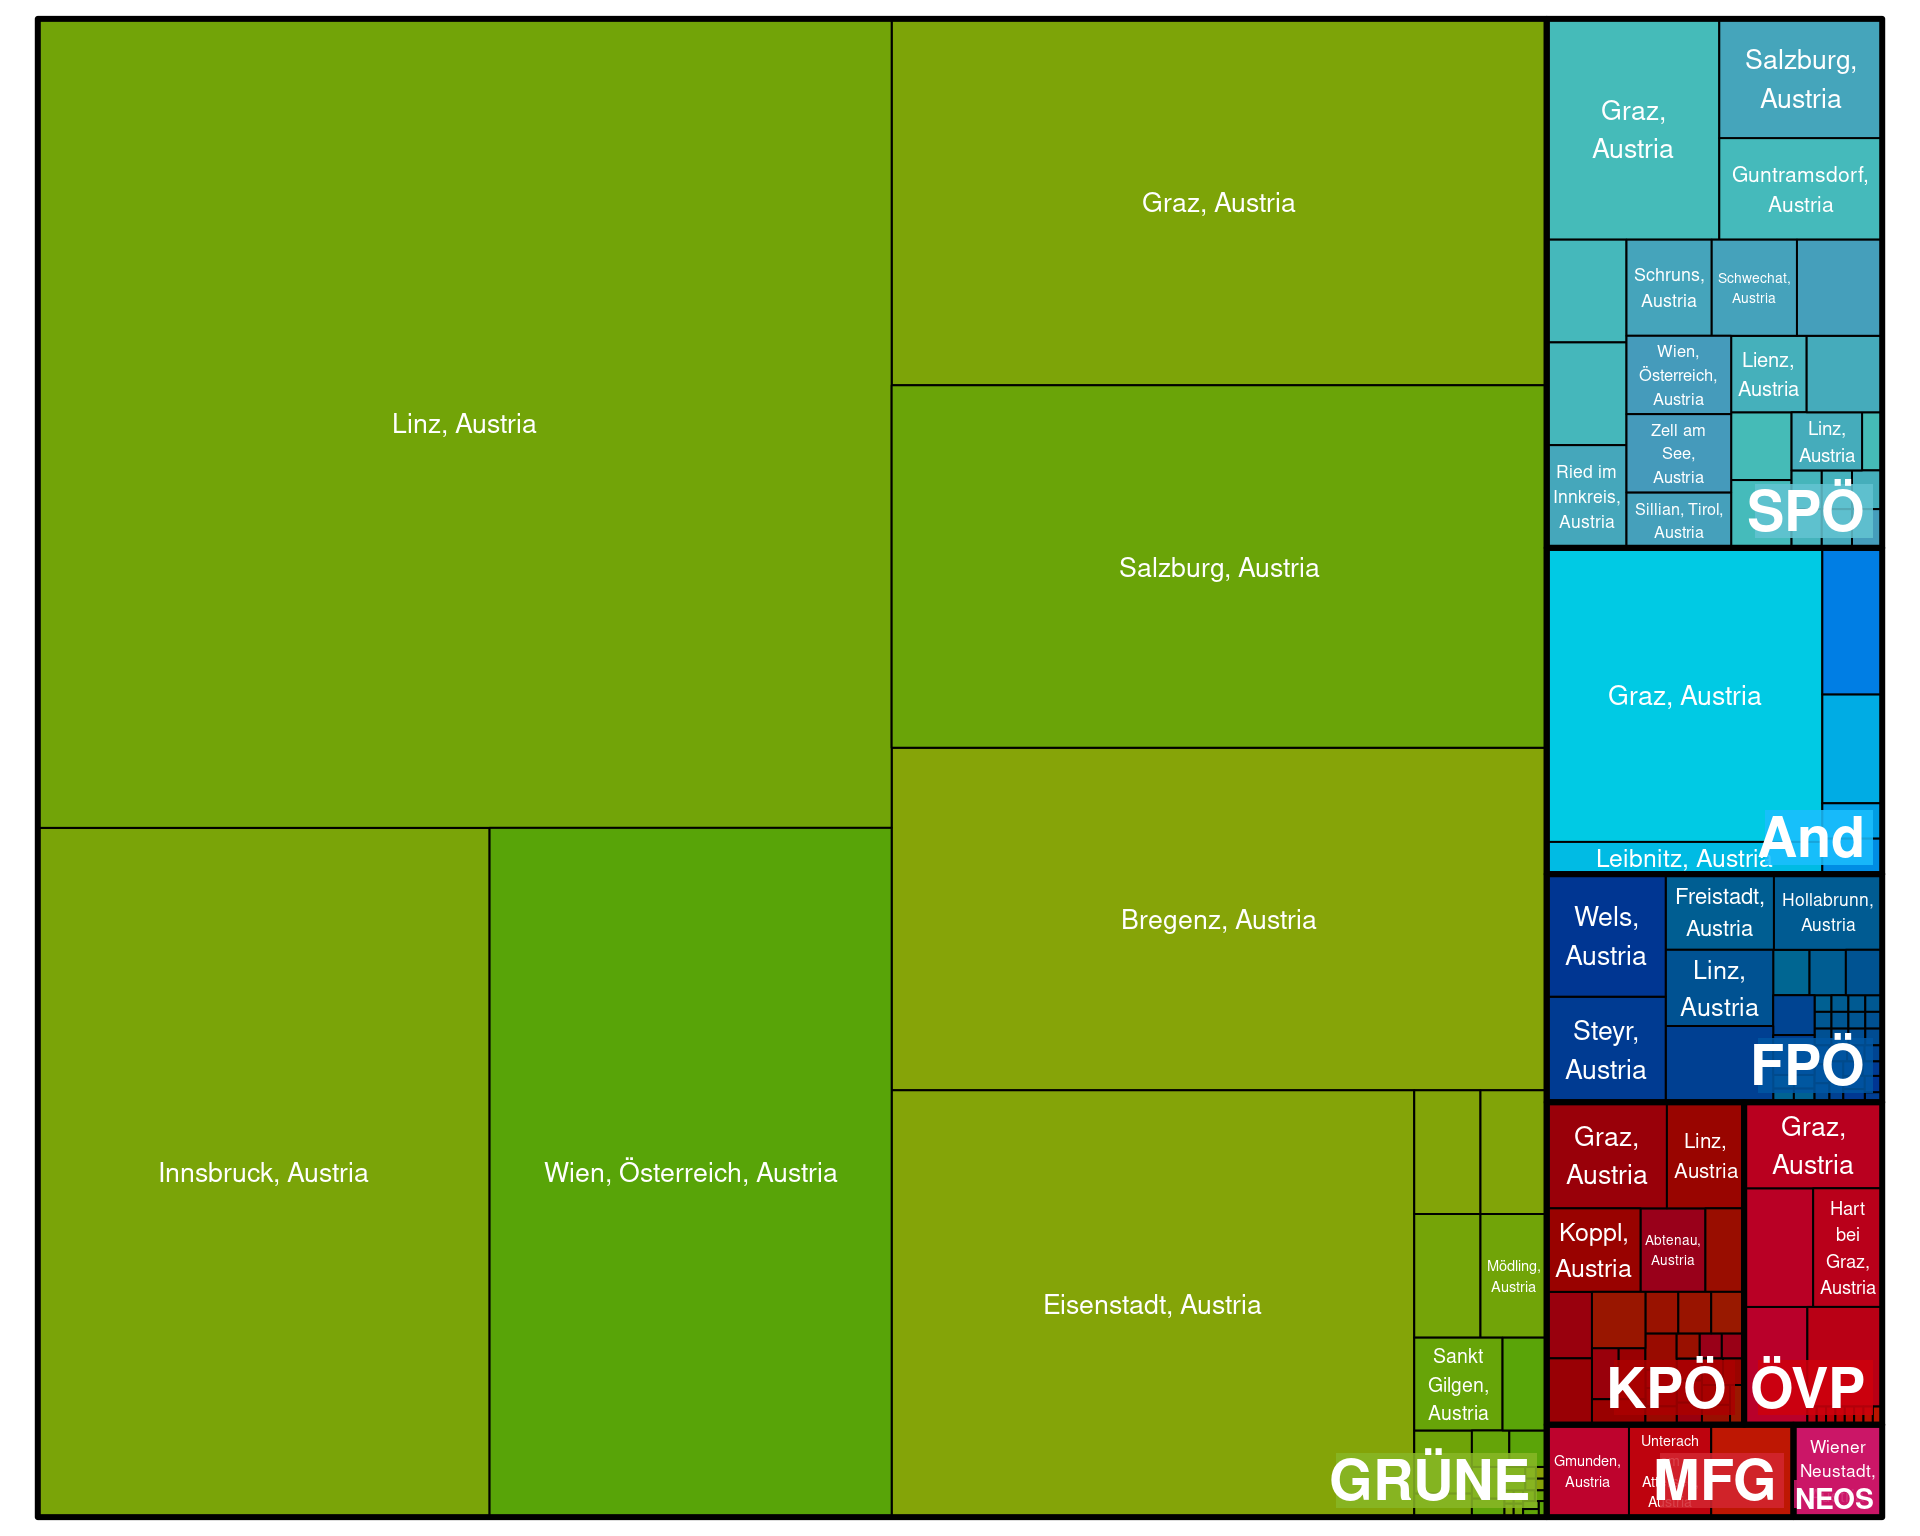 Linz, Austria
Innsbruck, Austria
Wien, Österreich, Austria
Graz, Austria
Salzburg, Austria
Bregenz, Austria
Eisenstadt, Austria
Mödling,
Austria
Sankt
Gilgen,
Austria
GRÜNE
Graz,
Austria
Salzburg,
Austria
Guntramsdorf,
Austria
Schruns,
Austria
Schwechat,
Austria
Wien,
Österreich,
Austria
Lienz,
Austria
Zell am
See,
Austria
Linz,
Austria
Ried im
Innkreis,
Austria
Sillian, Tirol,
Austria
SPÖ
Graz, Austria
Leibnitz, Austria
And
Wels,
Austria
Freistadt,
Austria
Hollabrunn,
Austria
Linz,
Austria
Steyr,
Austria
FPÖ
Graz,
Austria
Linz,
Austria
Koppl,
Austria
Abtenau,
Austria
KPÖ
Graz,
Austria
Hart
bei
Graz,
Austria
ÖVP
Gmunden,
Austria
Unterach
Austria
MFG
Wiener
Neustadt,
NEOS